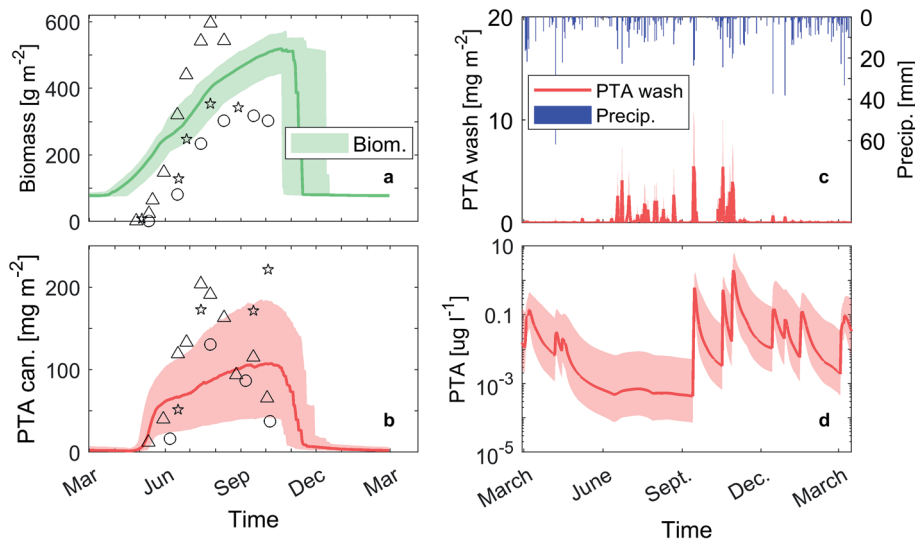 600
400
200
0
Biomass [g m⁻²]
Biom.
a
200
100
0
PTA can. [mg m⁻²]
b
Mar
Jun
Sep
Dec
Mar
Time
20
15
10
5
0
PTA wash [mg m⁻²]
0
20
40
60
Precip. [mm]
PTA wash
Precip.
c
10
0.1
10⁻³
10⁻⁵
PTA [ug l⁻¹]
d
March
June
Sept.
Dec.
March
Time